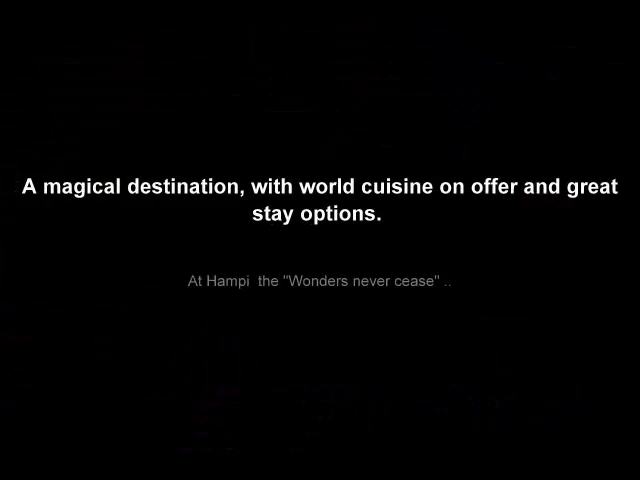 A magical destination, with world cuisine on offer and great
stay options.
At Hampi  the "Wonders never cease" ..